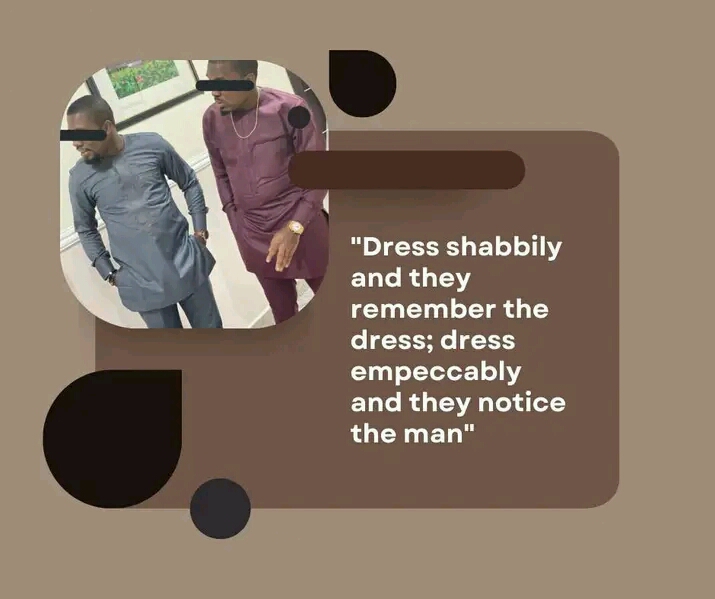 "Dress shabbily
and they
remember the
dress; dress
empeccably
and they notice
the man"